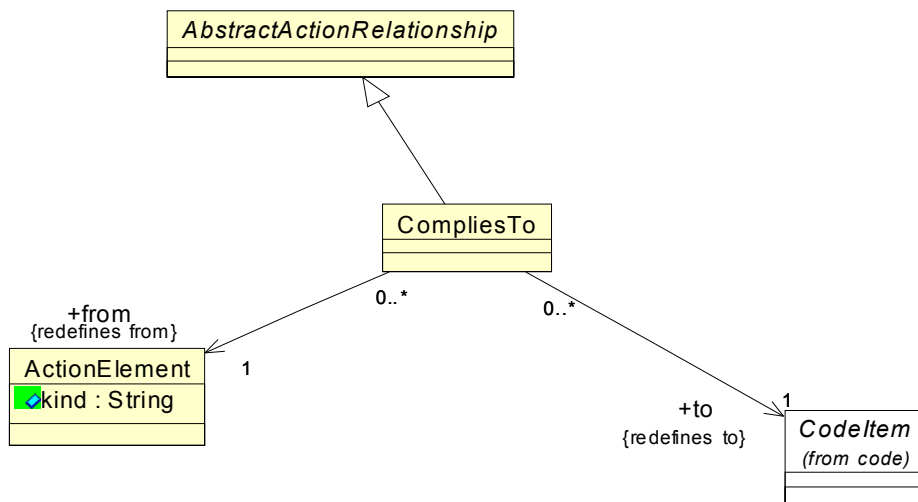 AbstractActionRelationship
CompliesTo
0..*
0..*
+from
{redefines from}
1
ActionElement
kind : String
+to
{redefines to}
1
CodeItem
(from code)